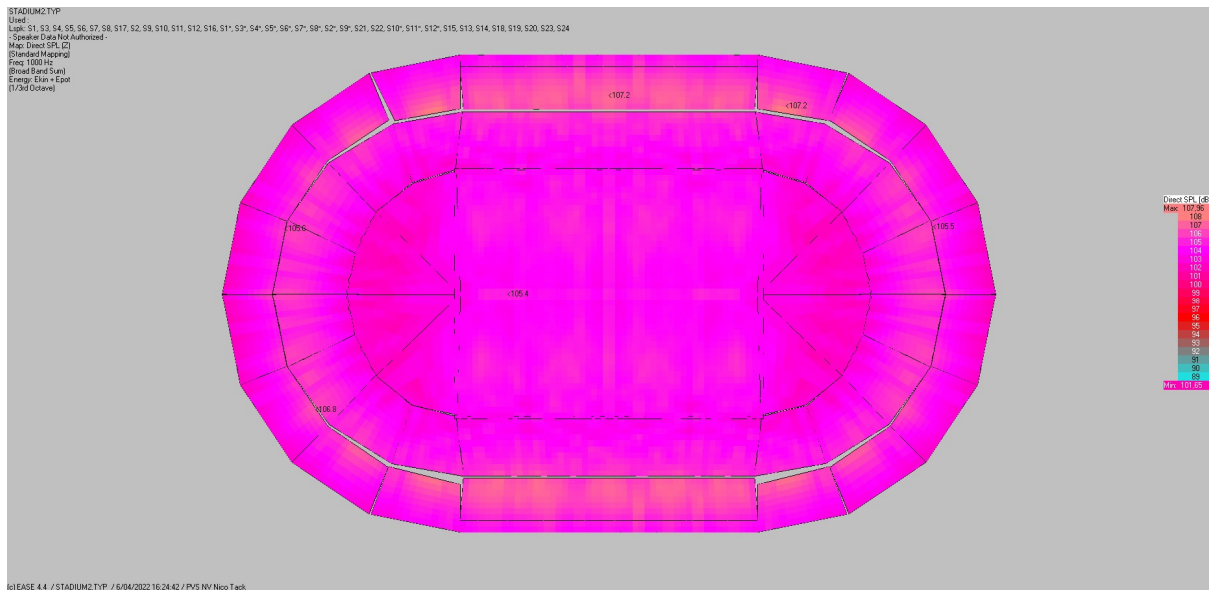 STADIUM2.TYP
Used :
Lspk: S1, S3, S4, S5, S6, S7, S8, S17, S2, S9, S10, S11, S12, S16, S1*, S3*, S4*, S5*, S6*, S7*, S8*, S2*, S9*, S21, S22, S10*, S11*, S12*, S15, S13, S14, S18, S19, S20, S23, S24
- Speaker Data Not Authorized -
Map: Direct SPL (Z)
(Standard Mapping)
Freq: 1000 Hz
(Broad Band Sum)
Energy: Ekin + Epot
(1/3rd Octave)
<107.2
<107.2
<105.6
<105.5
<105.4
<106.8
Direct SPL [dB
Max: 107,96
108
107
106
105
104
103
102
101
100
99
98
97
96
95
94
93
92
91
90
89
Min: 101,65
(c) EASE 4.4 / STADIUM2.TYP / 6/04/2022 16:24:42 / PVS NV Nico Tack